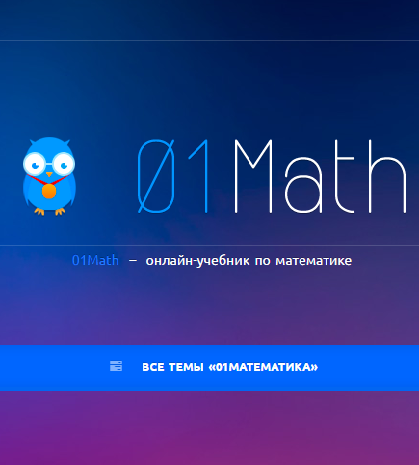 01Math
01Math – онлайн-учебник по математике
ВСЕ ТЕМЫ «01МАТЕМАТИКА»